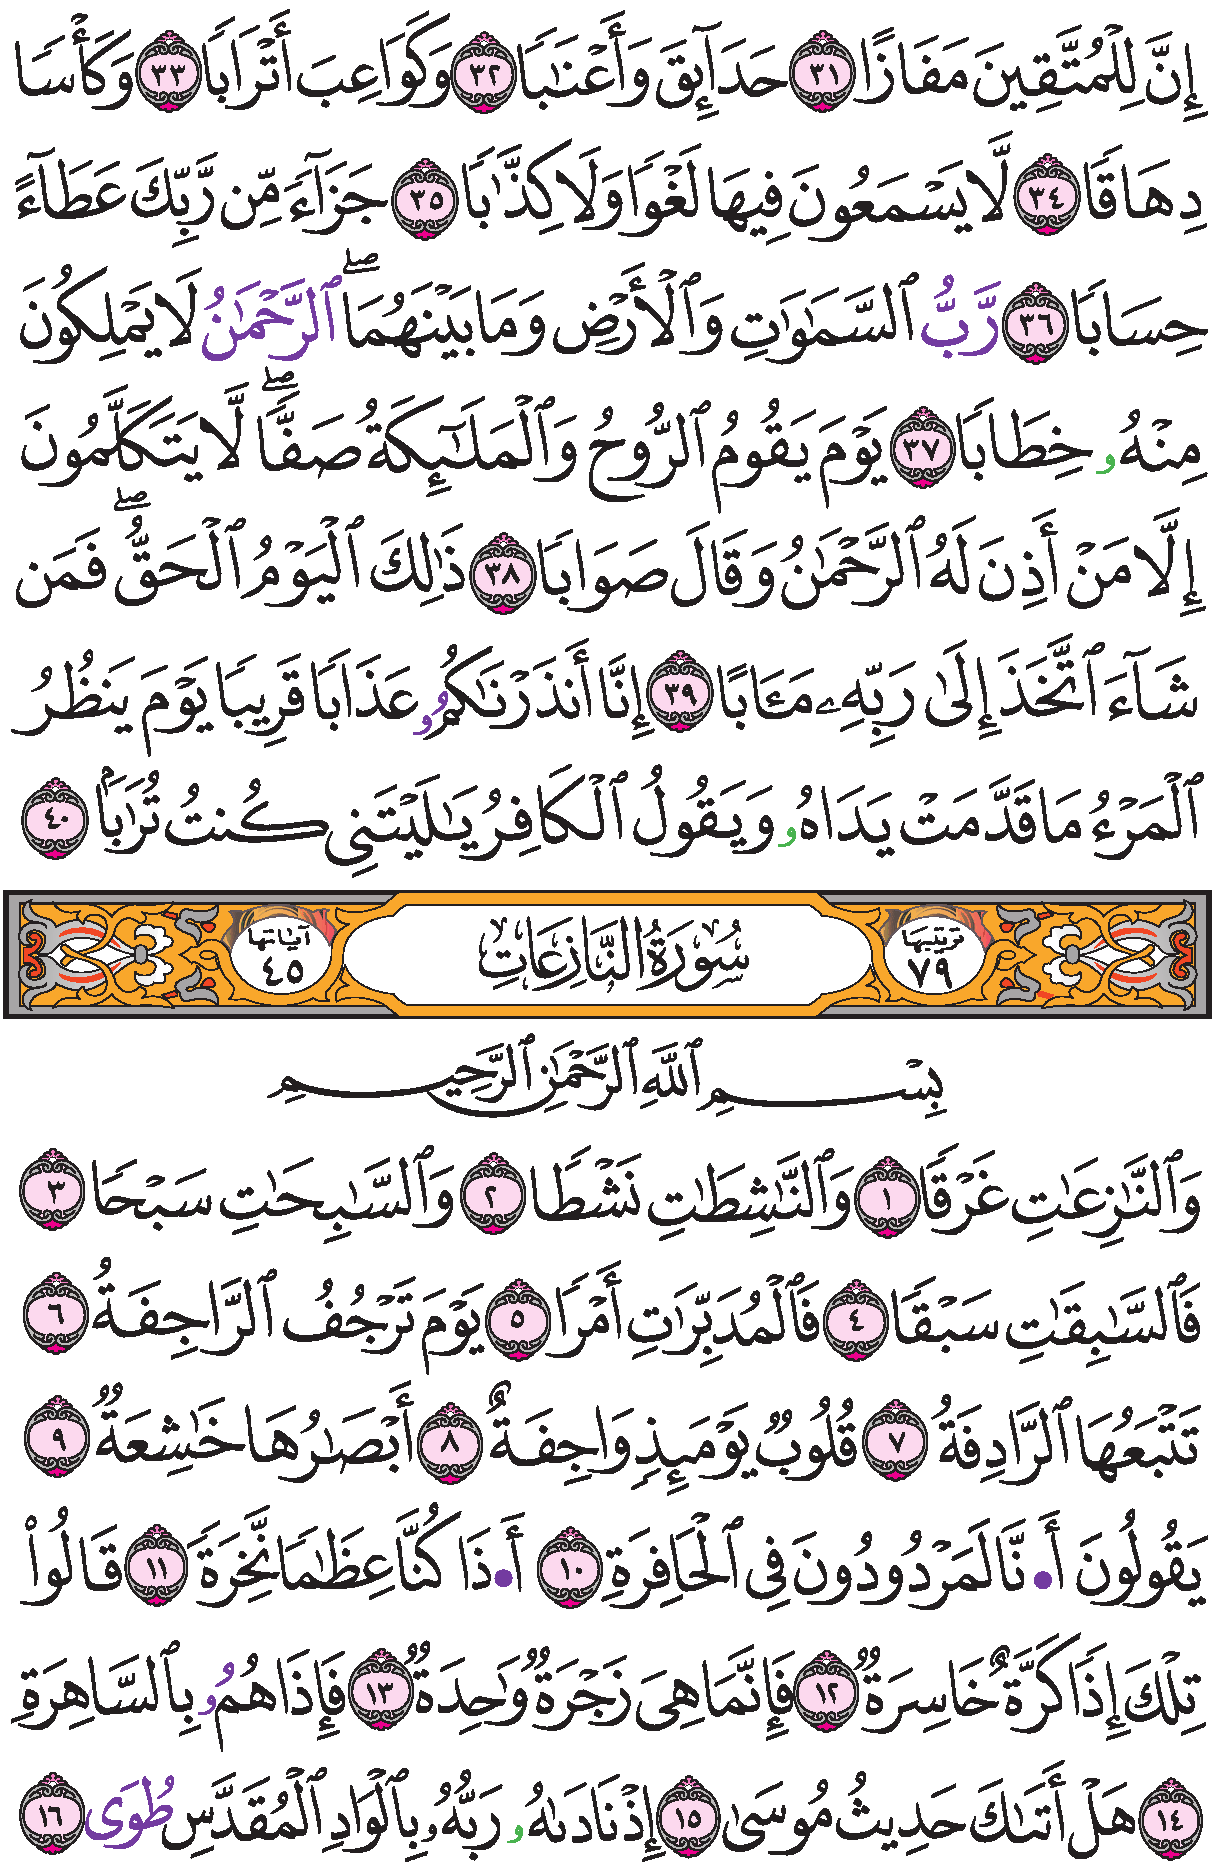 إِنَّ لِلْمُتَّقِينَ مَفَازًا ٣١ حَدَآئِقَ وَأَعْنَٰبًا ٣٢ وَكَوَاعِبَ أَتْرَابًا ٣٣ وَكَأْسًا
دِهَاقًا ٣٤ لَّا يَسْمَعُونَ فِيهَا لَغْوًا وَلَا كِذَّٰبًا ٣٥ جَزَآءً مِّن رَّبِّكَ عَطَآءً
حِسَابًا ٣٦ رَّبُّ ٱلسَّمَٰوَٰتِ وَٱلْأَرْضِ وَمَا بَيْنَهُمَا ۖ ٱلرَّحْمَٰنُ لَا يَمْلِكُونَ
مِنْهُۥ خِطَابًا ٣٧ يَوْمَ يَقُومُ ٱلرُّوحُ وَٱلْمَلَٰٓئِكَةُ صَفًّا ۖ لَّا يَتَكَلَّمُونَ
إِلَّا مَنْ أَذِنَ لَهُ ٱلرَّحْمَٰنُ وَقَالَ صَوَابًا ٣٨ ذَٰلِكَ ٱلْيَوْمُ ٱلْحَقُّ ۖ فَمَن
شَآءَ ٱتَّخَذَ إِلَىٰ رَبِّهِۦ مَـَٔابًا ٣٩ إِنَّا أَنذَرْنَٰكُمُۥ عَذَابًا قَرِيبًا يَوْمَ يَنظُرُ
ٱلْمَرْءُ مَا قَدَّمَتْ يَدَاهُۥ وَيَقُولُ ٱلْكَافِرُ يَٰلَيْتَنِى كُنتُ تُرَٰبًۢا ٤٠
ترتيبها ٧٩ سُورَةُ النَّازِعَاتِ آياتها ٤٥
بِسْمِ ٱللَّهِ ٱلرَّحْمَٰنِ ٱلرَّحِيمِ
وَٱلنَّٰزِعَٰتِ غَرْقًا ١ وَٱلنَّٰشِطَٰتِ نَشْطًا ٢ وَٱلسَّٰبِحَٰتِ سَبْحًا ٣
فَٱلسَّٰبِقَٰتِ سَبْقًا ٤ فَٱلْمُدَبِّرَٰتِ أَمْرًا ٥ يَوْمَ تَرْجُفُ ٱلرَّاجِفَةُ ٦
تَتْبَعُهَا ٱلرَّادِفَةُ ٧ قُلُوبٌ يَوْمَئِذٍ وَاجِفَةٌ ٨ أَبْصَٰرُهَا خَٰشِعَةٌ ٩
يَقُولُونَ أَ•نَّا لَمَرْدُودُونَ فِى ٱلْحَافِرَةِ ١٠ أَ•ذَا كُنَّا عِظَٰمًا نَّخِرَةً ١١ قَالُوا۟
تِلْكَ إِذًا كَرَّةٌ خَاسِرَةٌ ١٢ فَإِنَّمَا هِىَ زَجْرَةٌ وَٰحِدَةٌ ١٣ فَإِذَا هُمُۥ بِٱلسَّاهِرَةِ
١٤ هَلْ أَتَىٰكَ حَدِيثُ مُوسَىٰ ١٥ إِذْ نَادَىٰهُۥ رَبُّهُۥ بِٱلْوَادِ ٱلْمُقَدَّسِ طُوَى ١٦